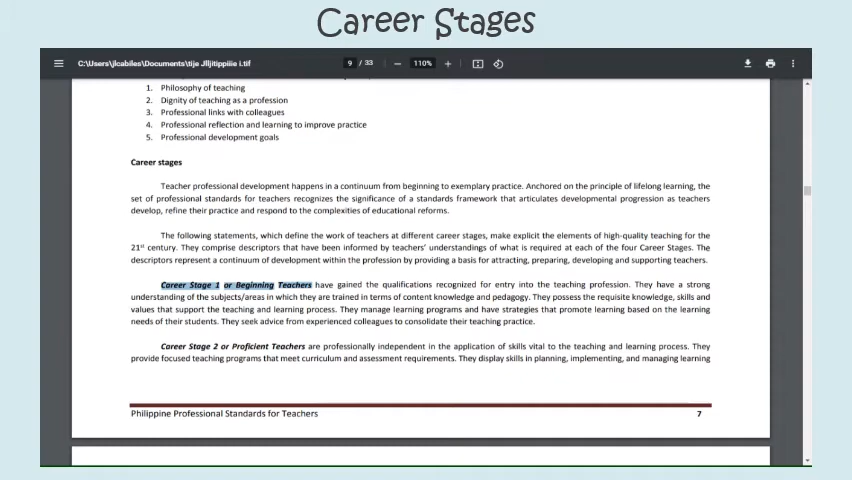 Career Stages
C:\Users\jlcabiles\Documents\tije Jlljitippiiie i.tif
9 / 33
110%
1. Philosophy of teaching
2. Dignity of teaching as a profession
3. Professional links with colleagues
4. Professional reflection and learning to improve practice
5. Professional development goals
Career stages
Teacher professional development happens in a continuum from beginning to exemplary practice. Anchored on the principle of lifelong learning, the
set of professional standards for teachers recognizes the significance of a standards framework that articulates developmental progression as teachers
develop, refine their practice and respond to the complexities of educational reforms.
The following statements, which define the work of teachers at different career stages, make explicit the elements of high-quality teaching for the
21st century. They comprise descriptors that have been informed by teachers' understandings of what is required at each of the four Career Stages. The
descriptors represent a continuum of development within the profession by providing a basis for attracting, preparing, developing and supporting teachers.
Career Stage 1 or Beginning Teachers have gained the qualifications recognized for entry into the teaching profession. They have a strong
understanding of the subjects/areas in which they are trained in terms of content knowledge and pedagogy. They possess the requisite knowledge, skills and
values that support the teaching and learning process. They manage learning programs and have strategies that promote learning based on the learning
needs of their students. They seek advice from experienced colleagues to consolidate their teaching practice.
Career Stage 2 or Proficient Teachers are professionally independent in the application of skills vital to the teaching and learning process. They
provide focused teaching programs that meet curriculum and assessment requirements. They display skills in planning, implementing, and managing learning
Philippine Professional Standards for Teachers
7